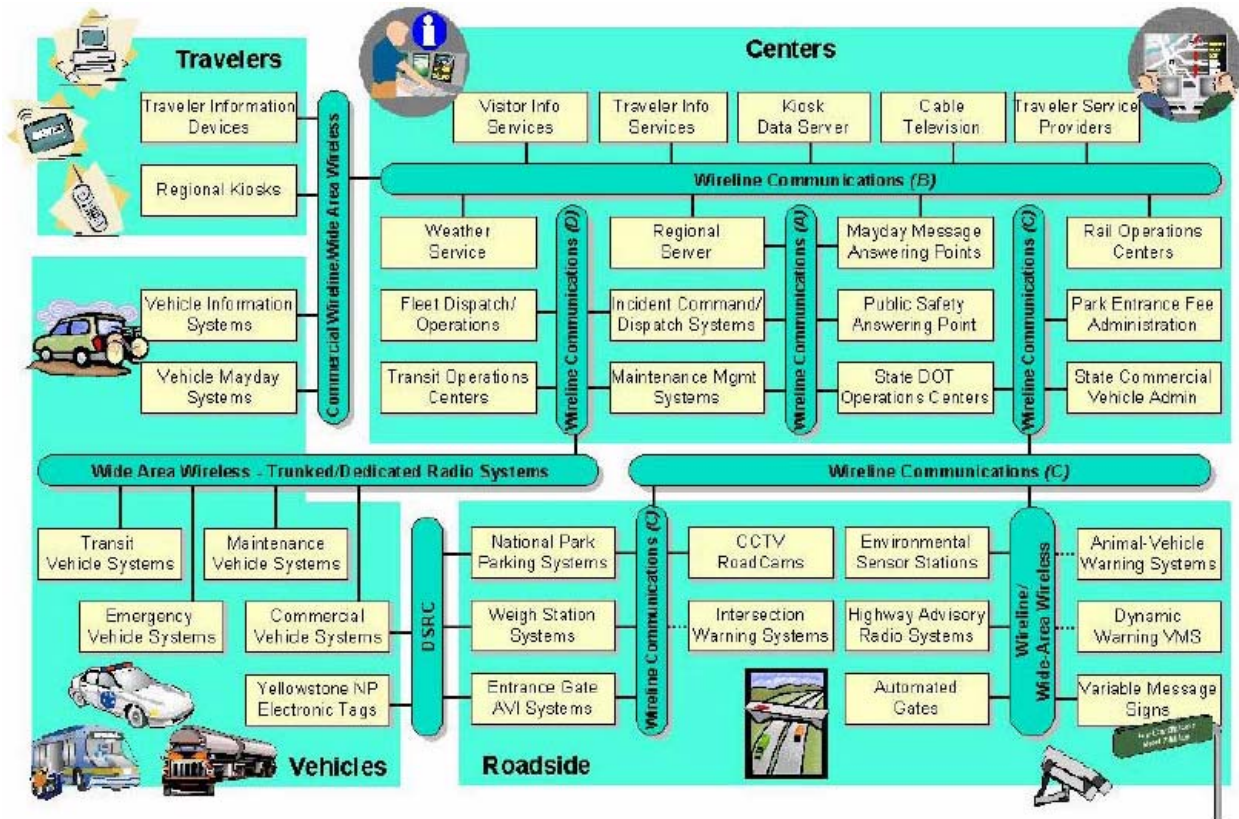 Travelers
Centers
Traveler Information
Devices
Regional Kiosks
Commercial Wireline/Wide Area Wireless
Visitor Info
Services
Traveler Info
Services
Kiosk
Data Server
Cable
Television
Traveler Service
Providers
Wireline Communications (B)
Weather
Service
Wireline Communications (D)
Regional
Server
Wireline Communications (A)
Mayday Message
Answering Points
Wireline Communications (C)
Rail Operations
Centers
Vehicle Information
Systems
Fleet Dispatch/
Operations
Incident Command/
Dispatch Systems
Public Safety
Answering Point
Park Entrance Fee
Administration
Vehicle Mayday
Systems
Transit Operations
Centers
Maintenance Mgmt
Systems
State DOT
Operations Centers
State Commercial
Vehicle Admin
Wide Area Wireless - Trunked/Dedicated Radio Systems
Wireline Communications (C)
Transit
Vehicle Systems
Maintenance
Vehicle Systems
Emergency
Vehicle Systems
Commercial
Vehicle Systems
Yellowstone NP
Electronic Tags
Vehicles
DSRC
National Park
Parking Systems
Wireline Communications (C)
CCTV
RoadCams
Environmental
Sensor Stations
Wireline/
Wide-Area Wireless
Animal-Vehicle
Warning Systems
Weigh Station
Systems
Intersection
Warning Systems
Highway Advisory
Radio Systems
Dynamic
Warning VMS
Entrance Gate
AVI Systems
Automated
Gates
Variable Message
Signs
Roadside